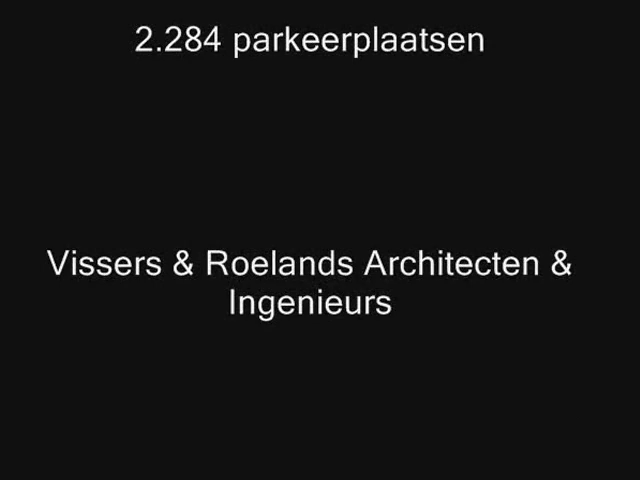 2.284 parkeerplaatsen
Vissers & Roelands Architecten &
Ingenieurs